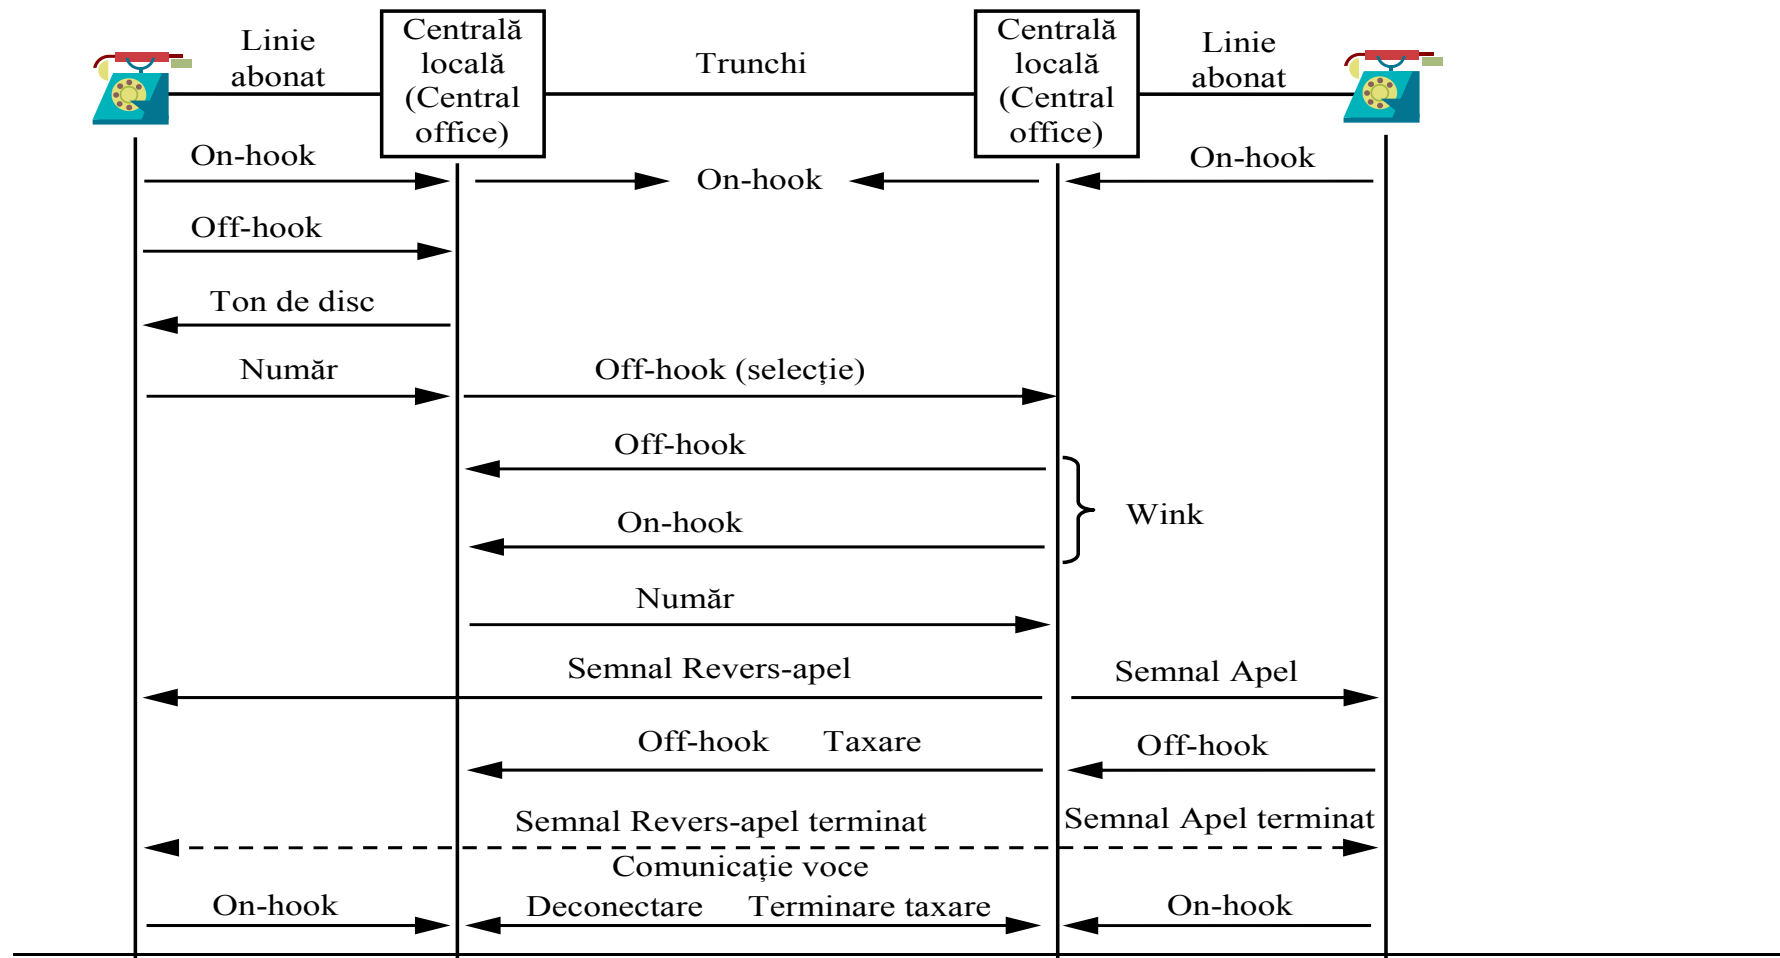 Linie
abonat
Centrală
locală
(Central
office)
Trunchi
Centrală
locală
(Central
office)
Linie
abonat
On-hook
On-hook
On-hook
Off-hook
Ton de disc
Număr
Off-hook (selecție)
Off-hook
On-hook
Wink
Număr
Semnal Revers-apel
Semnal Apel
Off-hook Taxare
Off-hook
Semnal Revers-apel terminat
Semnal Apel terminat
Comunicație voce
On-hook
Deconectare Terminare taxare
On-hook